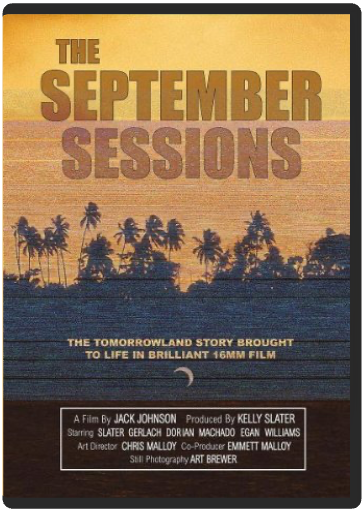 THE
SEPTEMBER
SESSIONS
THE TOMORROWLAND STORY BROUGHT
TO LIFE IN BRILLIANT 16MM FILM
A Film By JACK JOHNSON Produced By KELLY SLATER
Starring SLATER GERLACH DORIAN MACHADO EGAN WILLIAMS
Art Director CHRIS MALLOY Co-Producer EMMETT MALLOY
Still Photography ART BREWER